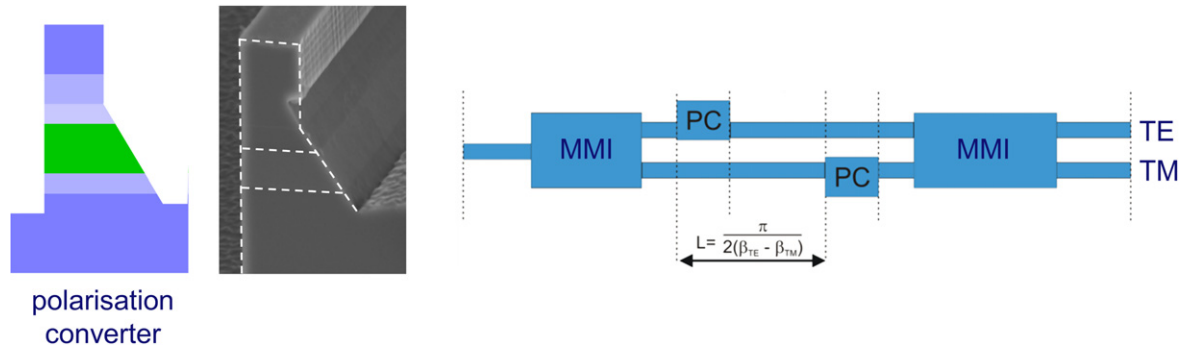 polarisation
converter
MMI
PC
PC
MMI
TE
TM
L= π
2(βTE - βTM)